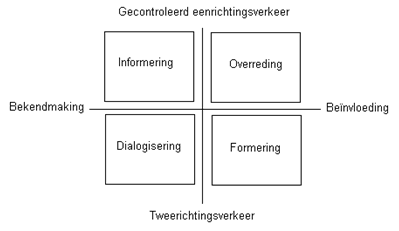 Gecontroleerd eenrichtingsverkeer
Informering
Overreding
Bekendmaking
Beïnvloeding
Dialogisering
Formering
Tweerichtingsverkeer